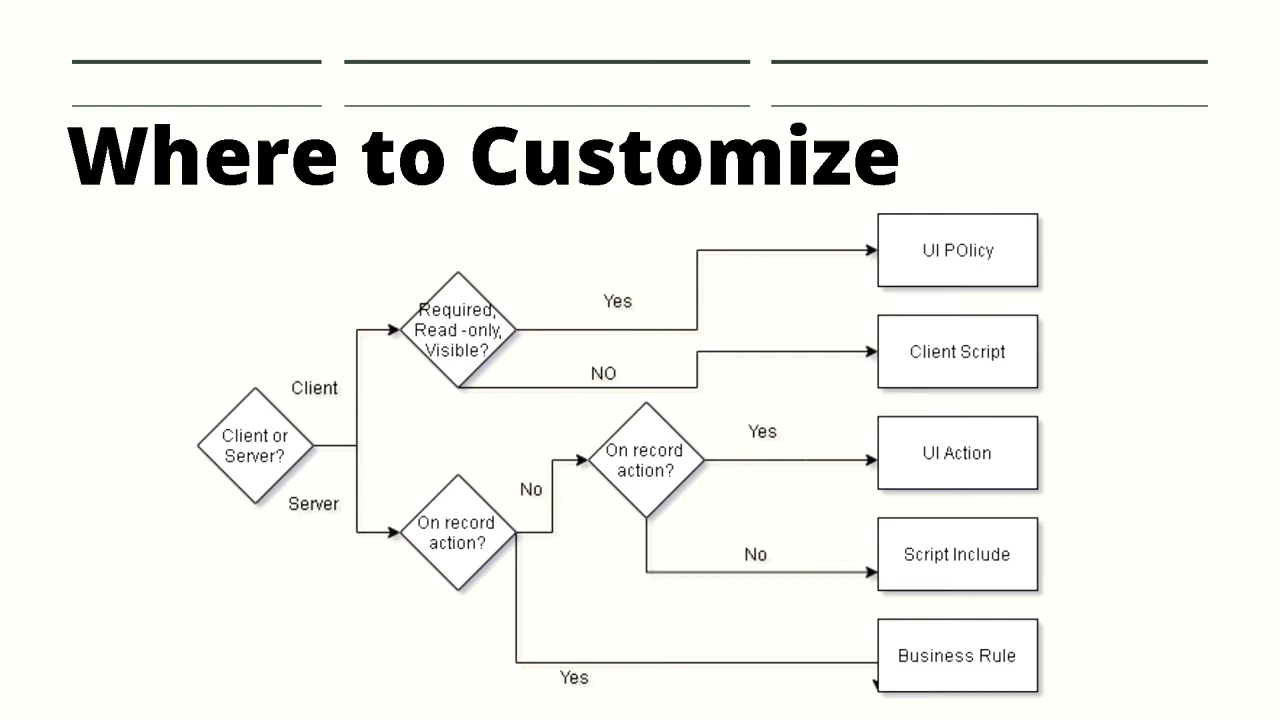 Where to Customize
UI POlicy
Yes
Required,
Read -only,
Visible?
Client Script
NO
Client
Client or
Server?
Yes
On record
action?
UI Action
No
Server
On record
action?
No
Script Include
Business Rule
Yes